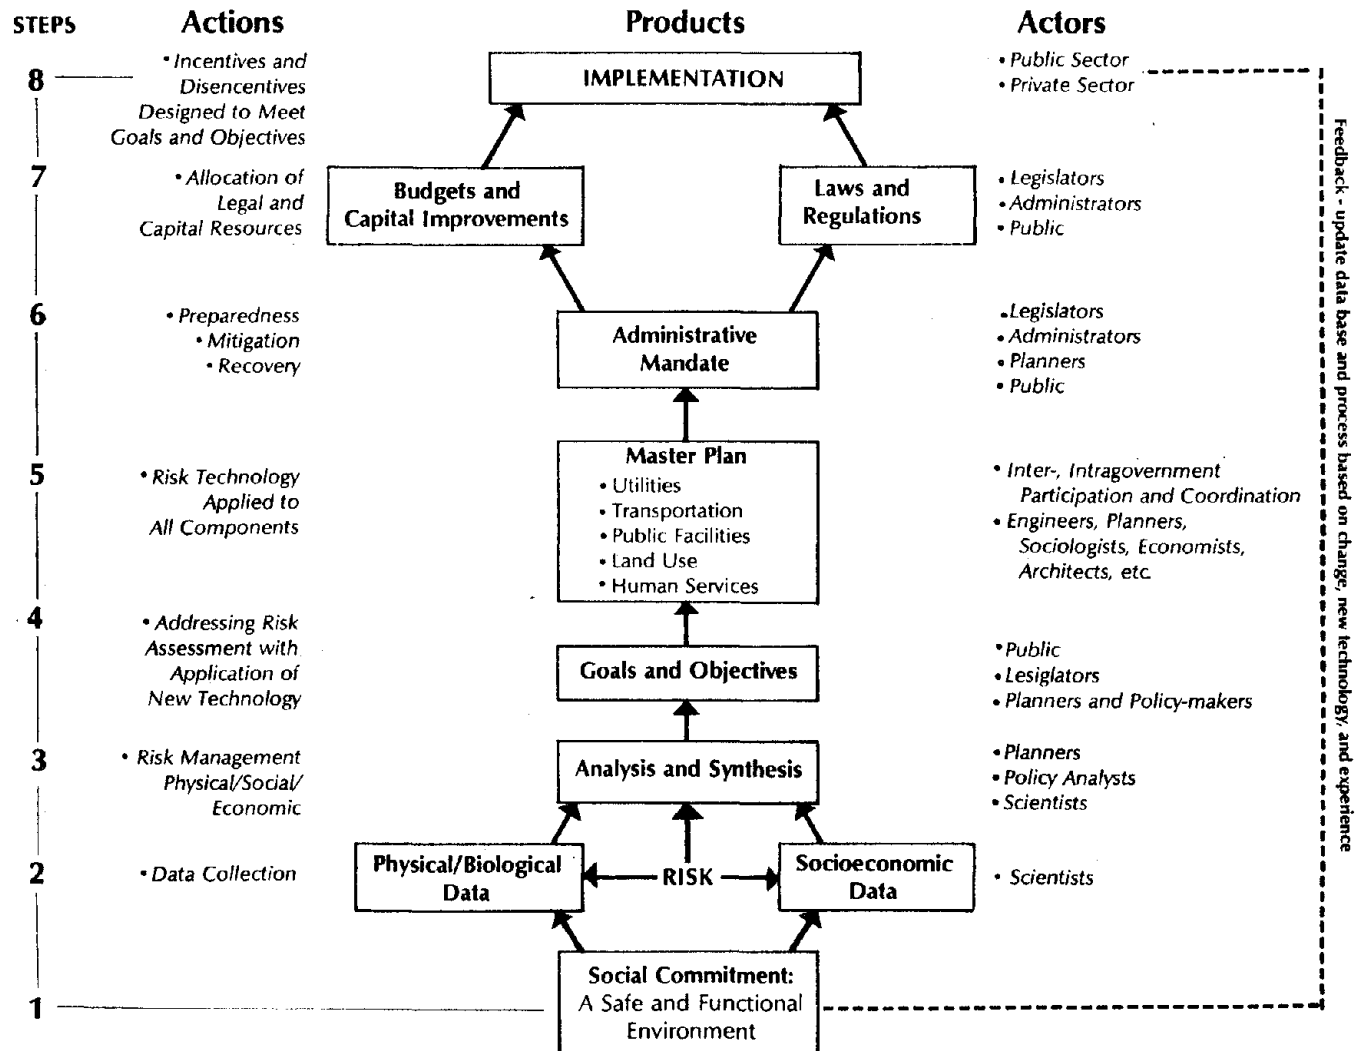 STEPS
Actions
Products
Actors
8
• Incentives and
Disencentives
Designed to Meet
Goals and Objectives
IMPLEMENTATION
• Public Sector
• Private Sector
7
• Allocation of
Legal and
Capital Resources
Budgets and
Capital Improvements
Laws and
Regulations
• Legislators
• Administrators
• Public
6
• Preparedness
• Mitigation
• Recovery
Administrative
Mandate
• Legislators
• Administrators
• Planners
• Public
5
• Risk Technology
Applied to
All Components
Master Plan
• Utilities
• Transportation
• Public Facilities
• Land Use
• Human Services
• Inter-, Intragovernment
Participation and Coordination
• Engineers, Planners,
Sociologists, Economists,
Architects, etc.
4
• Addressing Risk
Assessment with
Application of
New Technology
Goals and Objectives
• Public
• Lesiglators
• Planners and Policy-makers
3
• Risk Management
Physical/Social/
Economic
Analysis and Synthesis
• Planners
• Policy Analysts
• Scientists
2
• Data Collection
Physical/Biological
Data
RISK
Socioeconomic
Data
• Scientists
1
Social Commitment:
A Safe and Functional
Environment
Feedback - update data base and process based on change, new technology, and experience